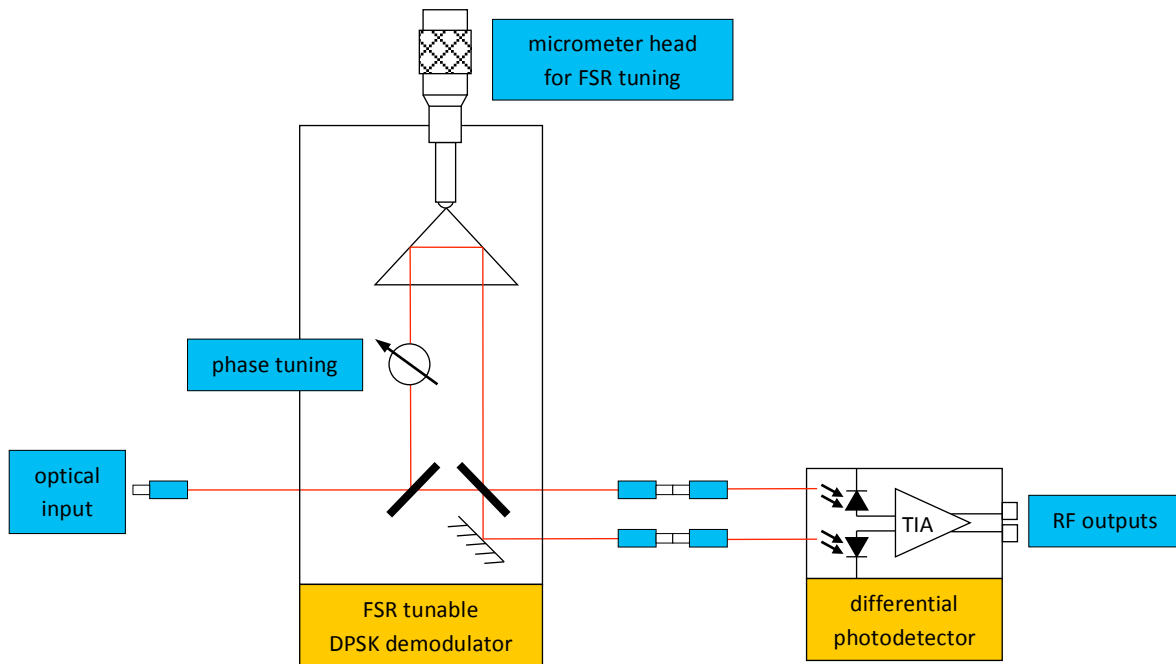 micrometer head
for FSR tuning
phase tuning
optical
input
TIA
RF outputs
FSR tunable
DPSK demodulator
differential
photodetector